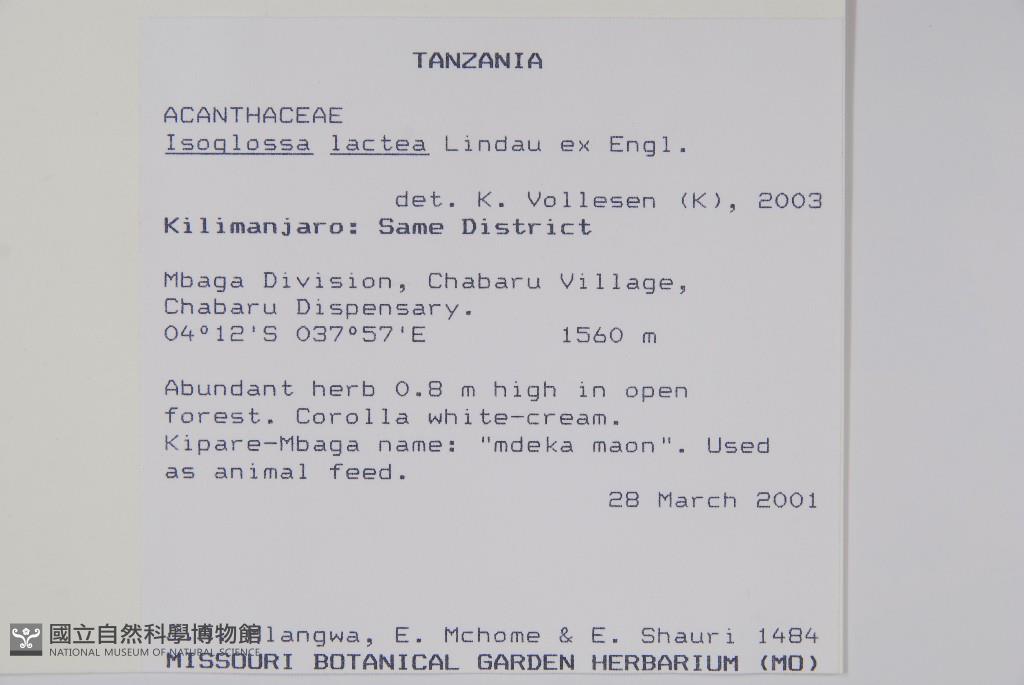 TANZANIA
ACANTHACEAE
Isoglossa lactea Lindau ex Engl.
det. K. Vollesen (K), 2003
Kilimanjaro: Same District
Mbaga Division, Chabaru Village,
Chabaru Dispensary.
04°12'S 037°57'E 1560 m
Abundant herb 0.8 m high in open
forest. Corolla white-cream.
Kipare-Mbaga name: "mdeka maon". Used
as animal feed.
28 March 2001
E. Mchome & E. Shauri 1484
國立自然科學博物館
NATIONAL MUSEUM OF NATURAL SCIENCE
MISSOURI BOTANICAL GARDEN HERBARIUM (MO)